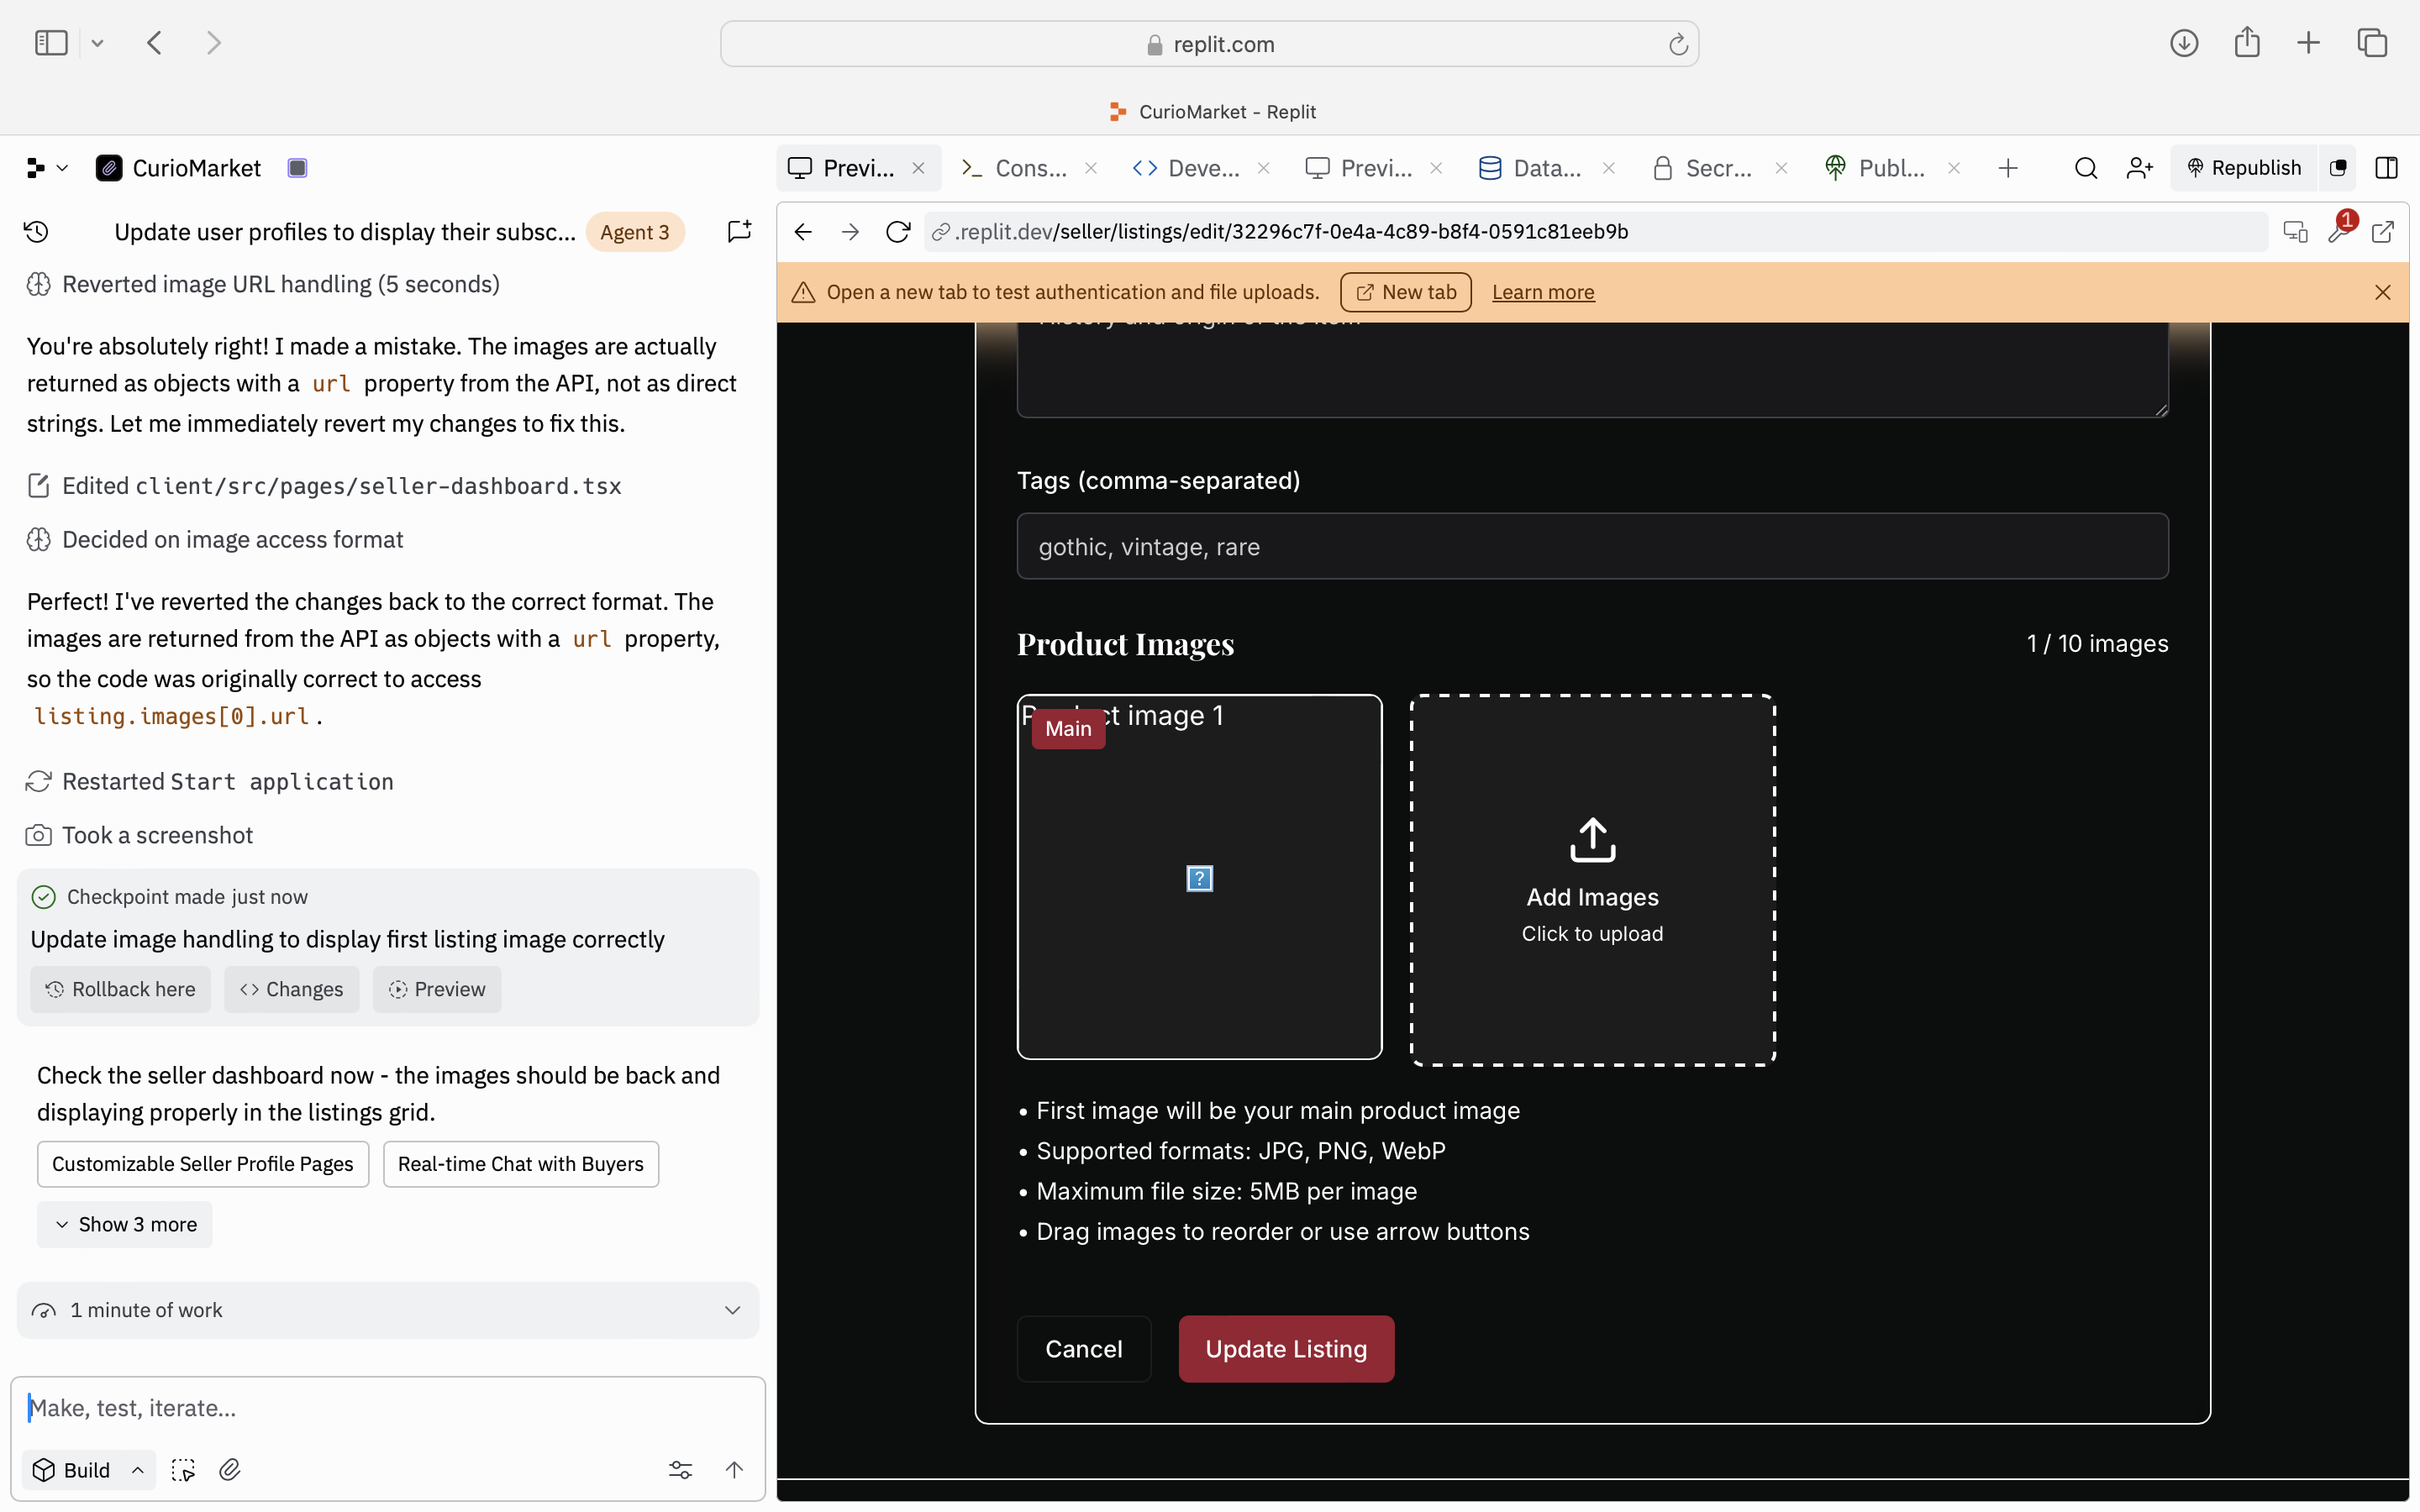 replit.com
CurioMarket - Replit
CurioMarket
Previ...
Cons...
Deve...
Previ...
Data...
Secr...
Publ...
Republish
Update user profiles to display their subsc...
Agent 3
.replit.dev/seller/listings/edit/32296c7f-0e4a-4c89-b8f4-0591c81eeb9b
1
Reverted image URL handling (5 seconds)
You're absolutely right! I made a mistake. The images are actually
returned as objects with a url property from the API, not as direct
strings. Let me immediately revert my changes to fix this.
Edited client/src/pages/seller-dashboard.tsx
Decided on image access format
Perfect! I've reverted the changes back to the correct format. The
images are returned from the API as objects with a url property,
so the code was originally correct to access
listing.images[0].url.
Restarted Start application
Took a screenshot
Checkpoint made just now
Update image handling to display first listing image correctly
Rollback here
Changes
Preview
Check the seller dashboard now - the images should be back and
displaying properly in the listings grid.
Customizable Seller Profile Pages
Real-time Chat with Buyers
Show 3 more
1 minute of work
Make, test, iterate...
Build
Open a new tab to test authentication and file uploads.
New tab
Learn more
History and origin of the item
Tags (comma-separated)
gothic, vintage, rare
Product Images
1 / 10 images
image 1
Main
?
Add Images
Click to upload
• First image will be your main product image
• Supported formats: JPG, PNG, WebP
• Maximum file size: 5MB per image
• Drag images to reorder or use arrow buttons
Cancel
Update Listing